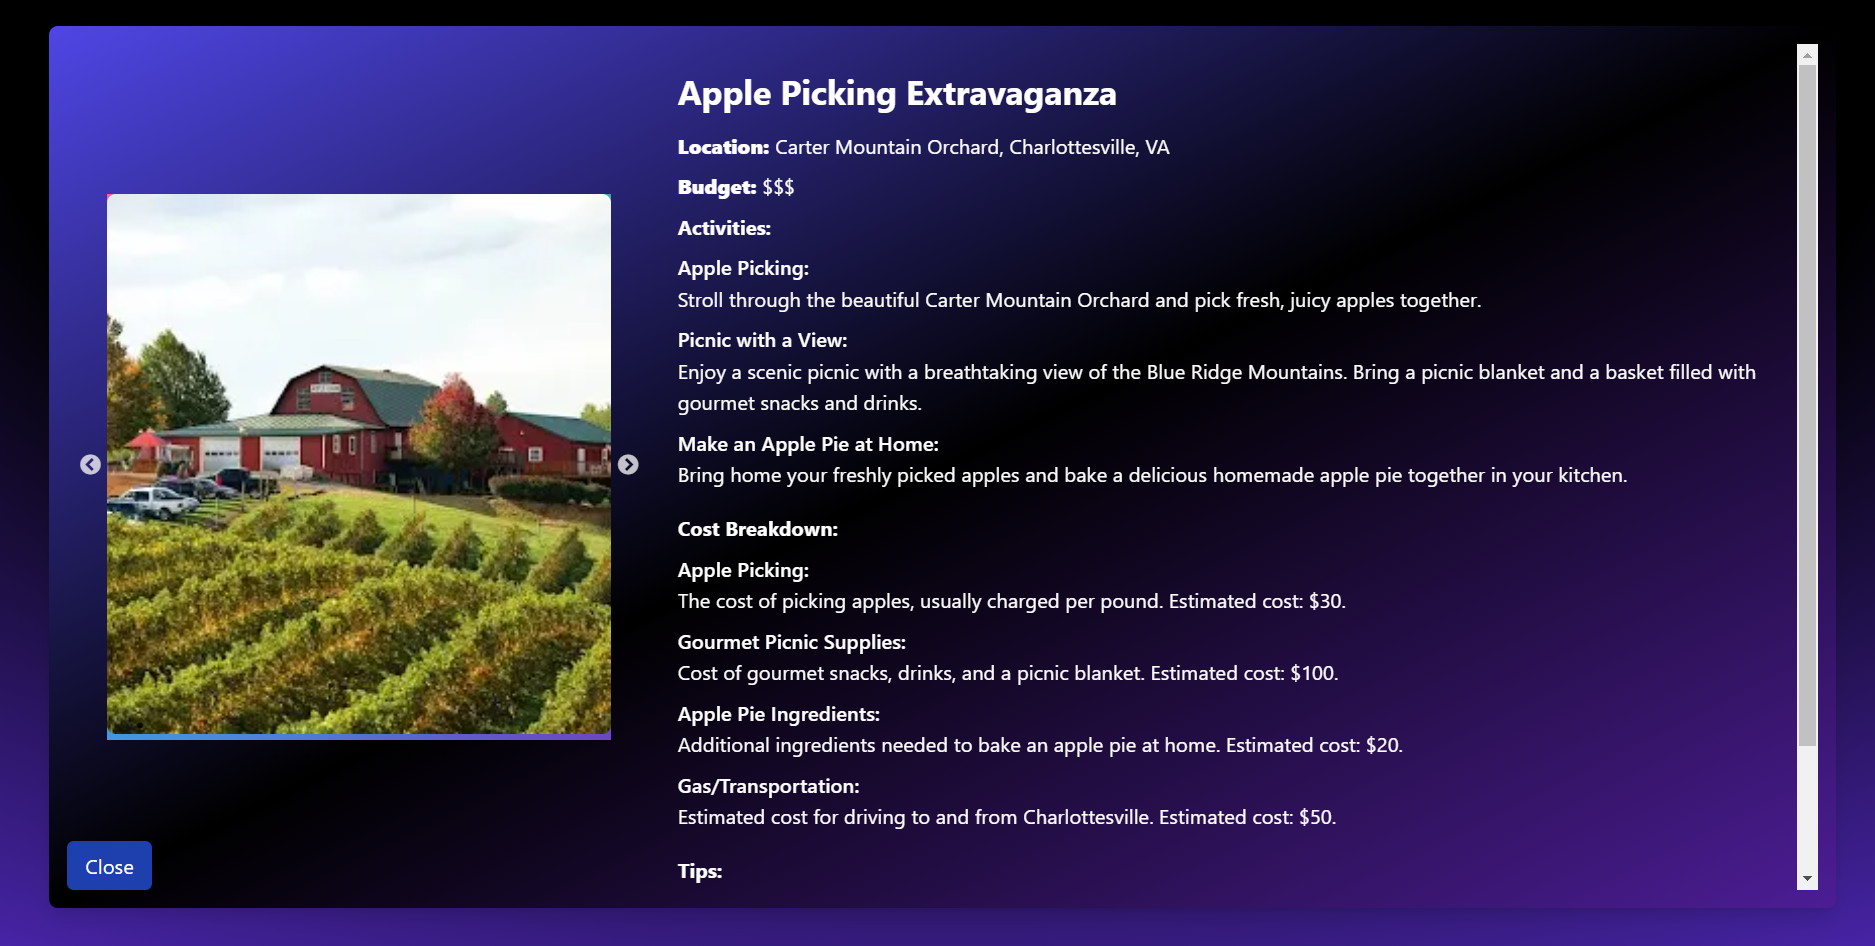 Apple Picking Extravaganza
Location: Carter Mountain Orchard, Charlottesville, VA
Budget: $$$
Activities:
Apple Picking:
Stroll through the beautiful Carter Mountain Orchard and pick fresh, juicy apples together.
Picnic with a View:
Enjoy a scenic picnic with a breathtaking view of the Blue Ridge Mountains. Bring a picnic blanket and a basket filled with
gourmet snacks and drinks.
Make an Apple Pie at Home:
Bring home your freshly picked apples and bake a delicious homemade apple pie together in your kitchen.
Cost Breakdown:
Apple Picking:
The cost of picking apples, usually charged per pound. Estimated cost: $30.
Gourmet Picnic Supplies:
Cost of gourmet snacks, drinks, and a picnic blanket. Estimated cost: $100.
Apple Pie Ingredients:
Additional ingredients needed to bake an apple pie at home. Estimated cost: $20.
Gas/Transportation:
Estimated cost for driving to and from Charlottesville. Estimated cost: $50.
Tips:
Close